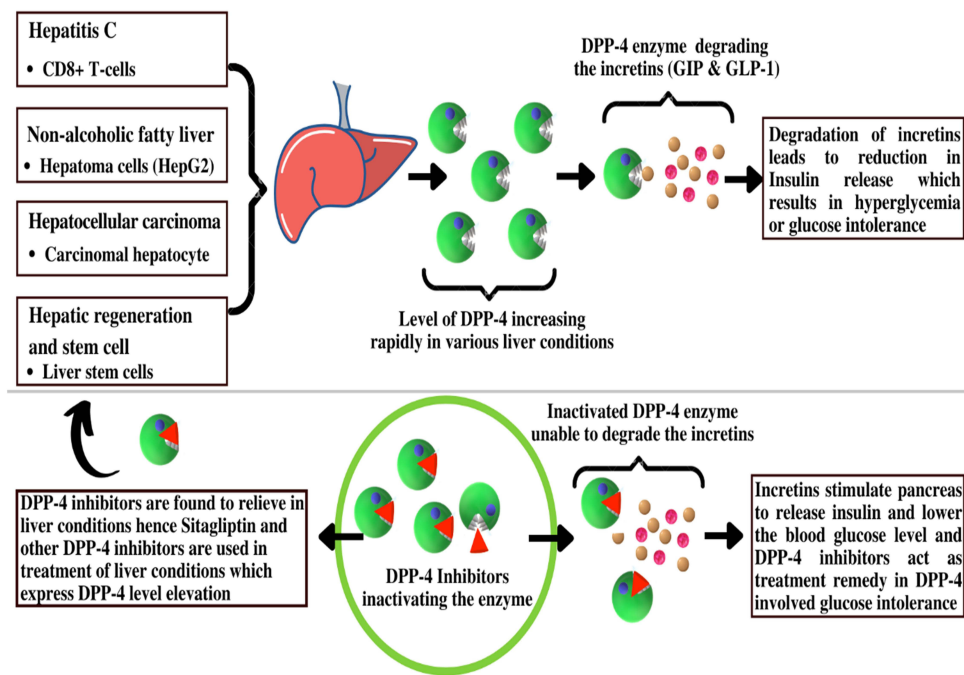 Hepatitis C
• CD8+ T-cells
Non-alcoholic fatty liver
• Hepatoma cells (HepG2)
Hepatocellular carcinoma
• Carcinomal hepatocyte
Hepatic regeneration
and stem cell
• Liver stem cells
Level of DPP-4 increasing
rapidly in various liver conditions
DPP-4 enzyme degrading
the incretins (GIP & GLP-1)
Degradation of incretins
leads to reduction in
Insulin release which
results in hyperglycemia
or glucose intolerance
DPP-4 inhibitors are found to relieve in
liver conditions hence Sitagliptin and
other DPP-4 inhibitors are used in
treatment of liver conditions which
express DPP-4 level elevation
DPP-4 Inhibitors
inactivating the enzyme
Inactivated DPP-4 enzyme
unable to degrade the incretins
Incretins stimulate pancreas
to release insulin and lower
the blood glucose level and
DPP-4 inhibitors act as
treatment remedy in DPP-4
involved glucose intolerance